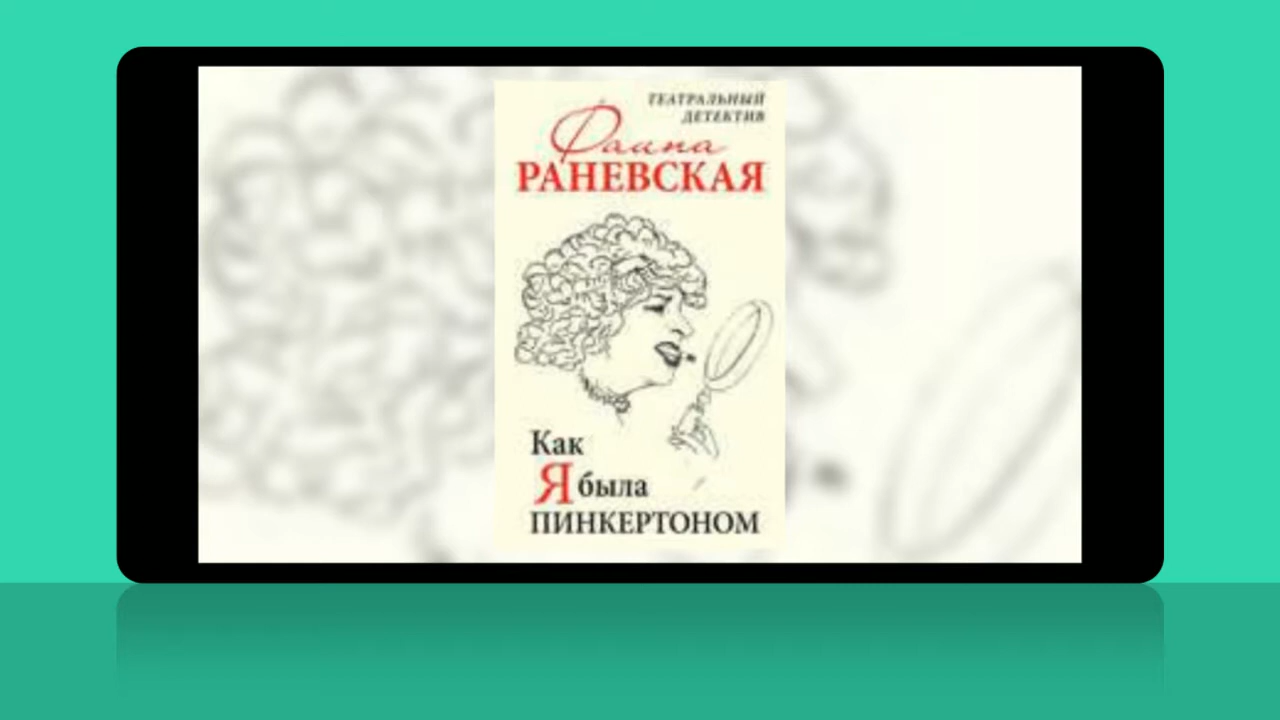 ТЕАТРАЛЬНЫЙ
ДЕТЕКТИВ
Фаина
РАНЕВСКАЯ
Как
Я была
ПИНКЕРТОНОМ